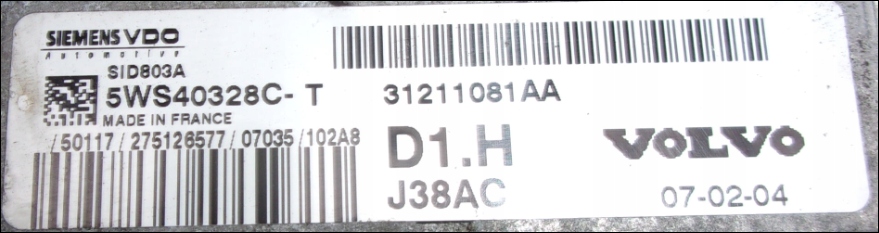 SIEMENS VDO
Automotive
SID803A
5WS40328C-T
MADE IN FRANCE
/50117/275126577/07035/102A8
31211081AA
D1.H
VOLVO
J38AC
07-02-04